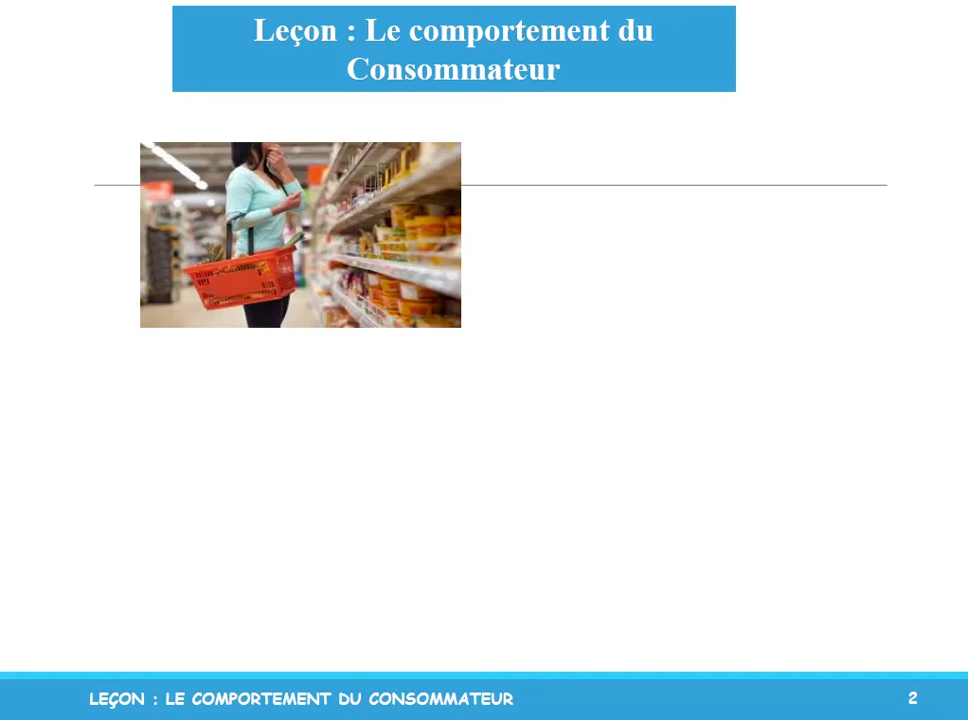 Leçon : Le comportement du
Consommateur
LEÇON : LE COMPORTEMENT DU CONSOMMATEUR
2